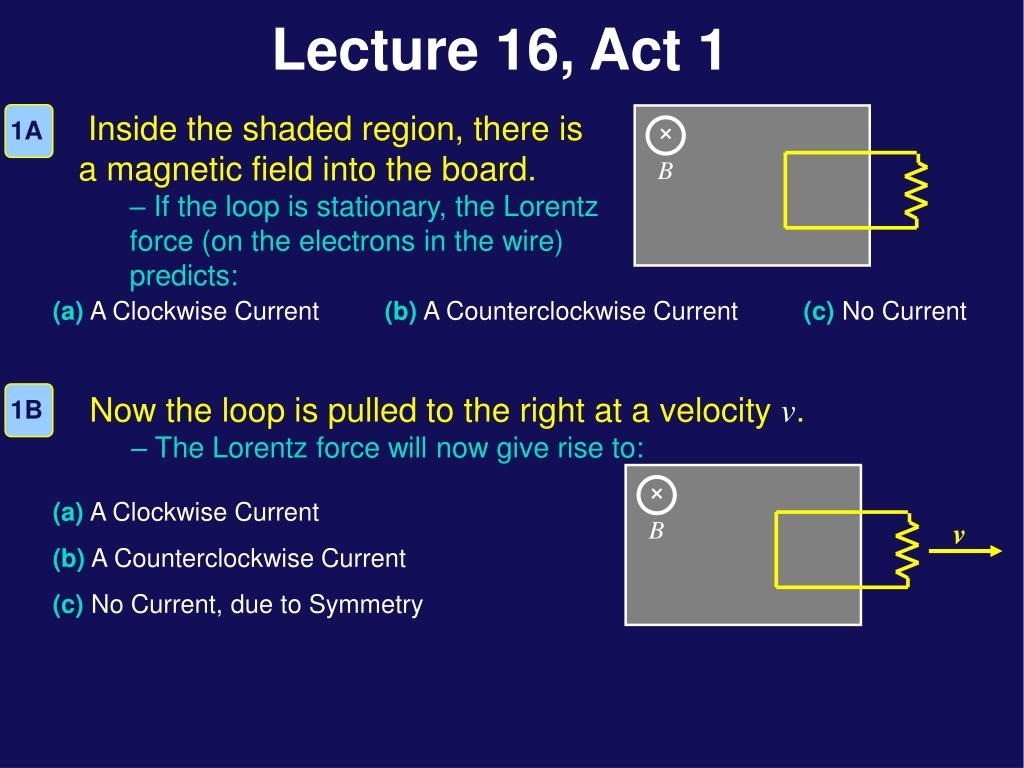 Lecture 16, Act 1
1A
Inside the shaded region, there is
a magnetic field into the board.
– If the loop is stationary, the Lorentz
force (on the electrons in the wire)
predicts:
×
B
(a) A Clockwise Current (b) A Counterclockwise Current (c) No Current
1B
Now the loop is pulled to the right at a velocity v.
– The Lorentz force will now give rise to:
(a) A Clockwise Current
(b) A Counterclockwise Current
(c) No Current, due to Symmetry
×
B
v